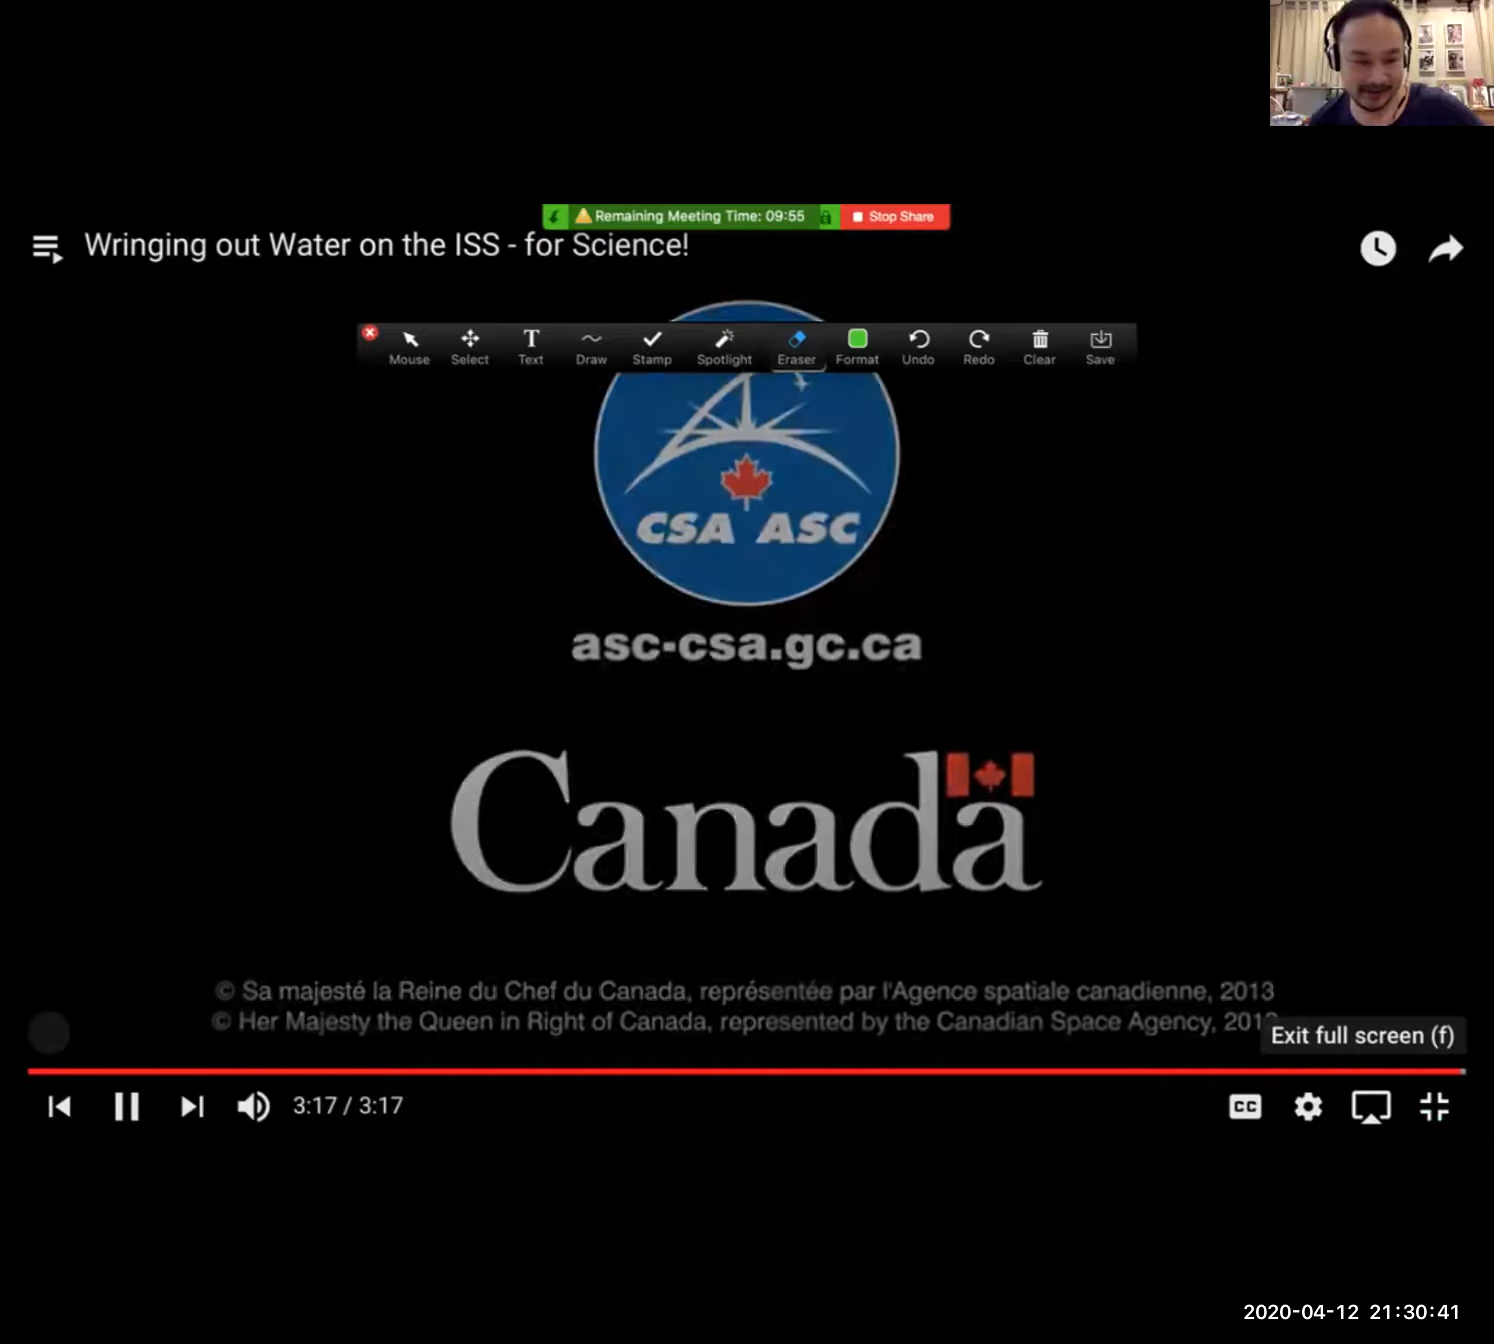 Remaining Meeting Time: 09:55 Stop Share
Wringing out Water on the ISS - for Science!
Mouse Select Text Draw Stamp Spotlight Eraser Format Undo Redo Clear Save
CSA ASC
asc-csa.gc.ca
Canada
© Sa majesté la Reine du Chef du Canada, représentée par l'Agence spatiale canadienne, 2013
© Her Majesty the Queen in Right of Canada, represented by the Canadian Space Agency, 2013
Exit full screen (f)
3:17 / 3:17 CC
2020-04-12 21:30:41